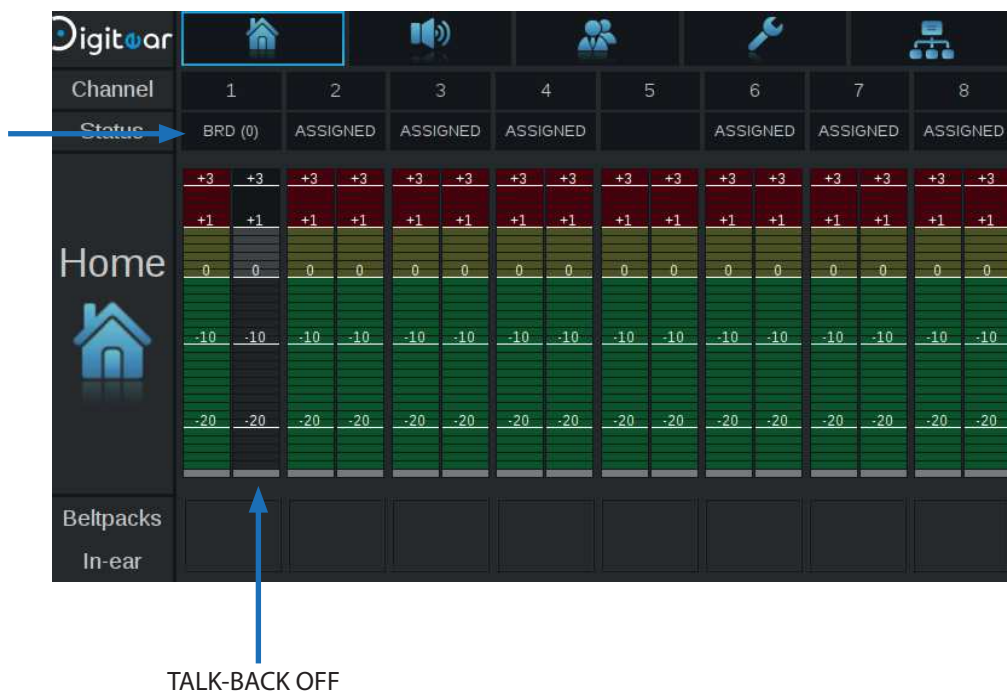 Digitear
Channel 1 2 3 4 5 6 7 8
Status BRD (0) ASSIGNED ASSIGNED ASSIGNED ASSIGNED ASSIGNED ASSIGNED
+3 +3 +3 +3 +3 +3 +3 +3 +3 +3 +3 +3 +3 +3 +3 +3
+1 +1 +1 +1 +1 +1 +1 +1 +1 +1 +1 +1 +1 +1 +1 +1
Home
0 0 0 0 0 0 0 0 0 0 0 0 0 0 0 0
-10 -10 -10 -10 -10 -10 -10 -10 -10 -10 -10 -10 -10 -10 -10 -10
-20 -20 -20 -20 -20 -20 -20 -20 -20 -20 -20 -20 -20 -20 -20 -20
Beltpacks
In-ear
TALK-BACK OFF